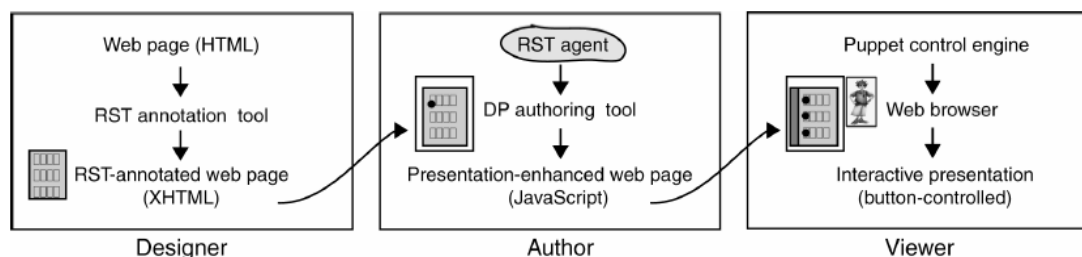 Web page (HTML)
RST annotation tool
RST-annotated web page
(XHTML)
Designer
RST agent
DP authoring tool
Presentation-enhanced web page
(JavaScript)
Author
Puppet control engine
Web browser
Interactive presentation
(button-controlled)
Viewer